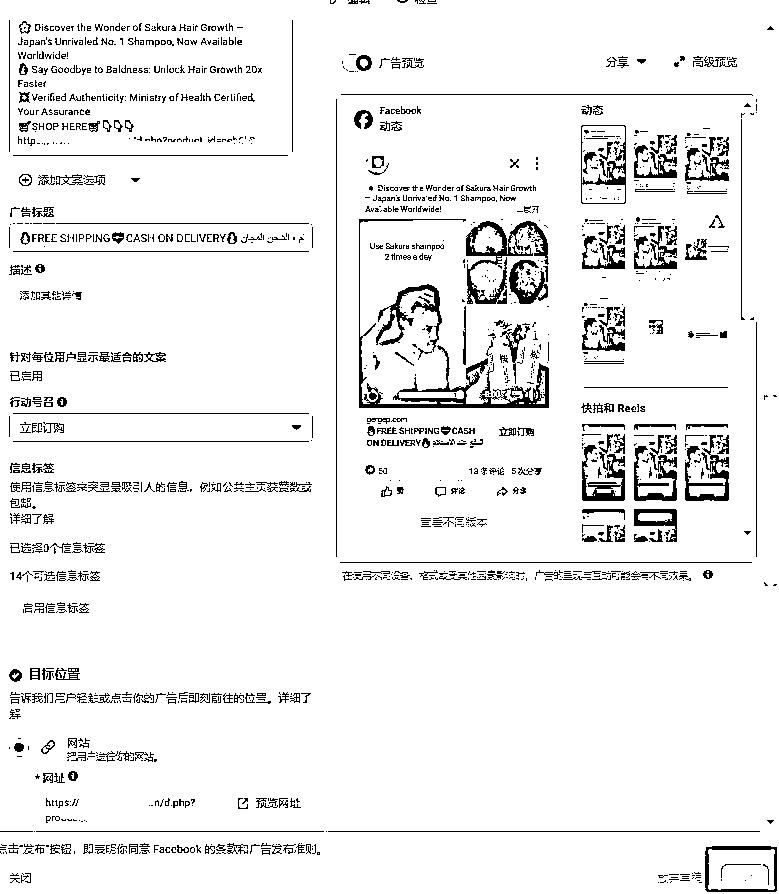 编辑
检查
Discover the Wonder of Sakura Hair Growth –
Japan's Unrivaled No. 1 Shampoo, Now Available
Worldwide!
Say Goodbye to Baldness: Unlock Hair Growth 20x
Faster
Verified Authenticity: Ministry of Health Certified,
Your Assurance
SHOP HERE
添加文案选项
广告标题
FREE SHIPPING CASH ON DELIVERY
描述
添加其他详情
针对每位用户显示最适合的文案
已启用
行动号召
立即订购
信息标签
使用信息标签来突显最吸引人的信息，例如公共主页获赞数或
包邮。
详细了解
已选择0个信息标签
14个可选信息标签
启用信息标签
目标位置
告诉我们用户轻触或点击你的广告后即刻前往的位置。详细了
解
网站
把用户送往你的网站。
* 网址
https://
n/d.php?
预览网址
点击“发布”按钮，即表明你同意 Facebook 的条款和广告发布准则。
关闭
广告预览
分享
高级预览
Facebook
动态
Discover the Wonder of Sakura Hair Growth
– Japan's Unrivaled No. 1 Shampoo, Now
Available Worldwide!
展开
Use Sakura shampoo
2 times a day
gergep.com
FREE SHIPPING CASH
ON DELIVERY
立即订购
50
13 条评论
5 次分享
赞
评论
分享
查看不同版本
动态
快拍和 Reels
在使用不同设备、格式或受其他因素影响时，广告的呈现与互动可能会有不同效果。